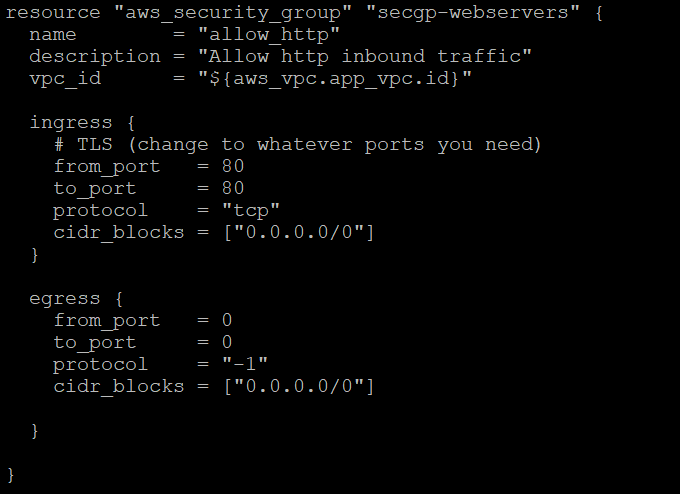 resource "aws_security_group" "secgp-webservers" {
  name        = "allow_http"
  description = "Allow http inbound traffic"
  vpc_id      = "${aws_vpc.app_vpc.id}"

  ingress {
    # TLS (change to whatever ports you need)
    from_port   = 80
    to_port     = 80
    protocol    = "tcp"
    cidr_blocks = ["0.0.0.0/0"]
  }

  egress {
    from_port   = 0
    to_port     = 0
    protocol    = "-1"
    cidr_blocks = ["0.0.0.0/0"]

  }

}